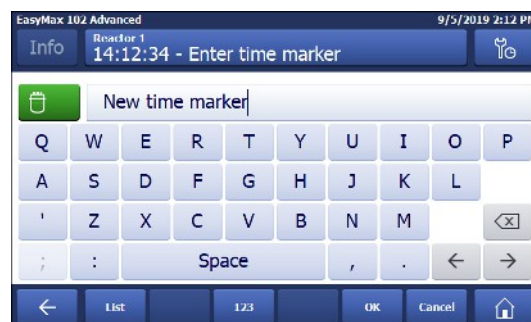 EasyMax 102 Advanced 9/5/2019 2:12 PM
Info
Reactor 1
14:12:34 - Enter time marker
New time marker
Q W E R T Y U I O P
A S D F G H J K L
' Z X C V B N M
; : Space , .
List 123 OK Cancel